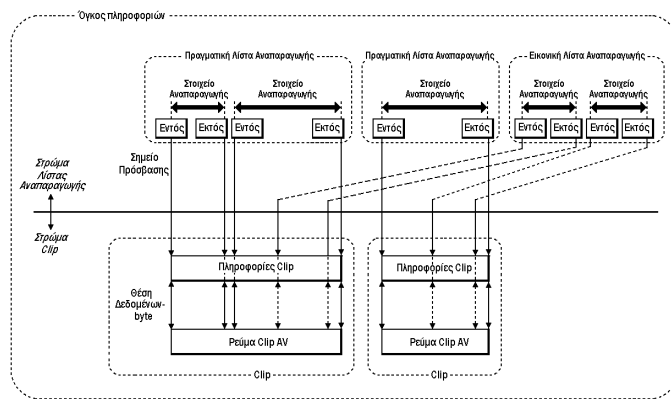 Όγκος πληροφοριών
Πραγματική Λίστα Αναπαραγωγής
Πραγματική Λίστα Αναπαραγωγής
Εικονική Λίστα Αναπαραγωγής
Στοιχείο
Αναπαραγωγής
Στοιχείο
Αναπαραγωγής
Στοιχείο
Αναπαραγωγής
Στοιχείο
Αναπαραγωγής
Στοιχείο
Αναπαραγωγής
Εντός
Εκτός
Εντός
Εκτός
Εντός
Εκτός
Εντός
Εκτός
Εντός
Εκτός
Σημείο
Πρόσβασης
Στρώμα
Λίστας
Αναπαραγωγής
Στρώμα
Clip
Πληροφορίες Clip
Πληροφορίες Clip
Θέση
Δεδομένων-
byte
Ρεύμα Clip AV
Ρεύμα Clip AV
Clip
Clip